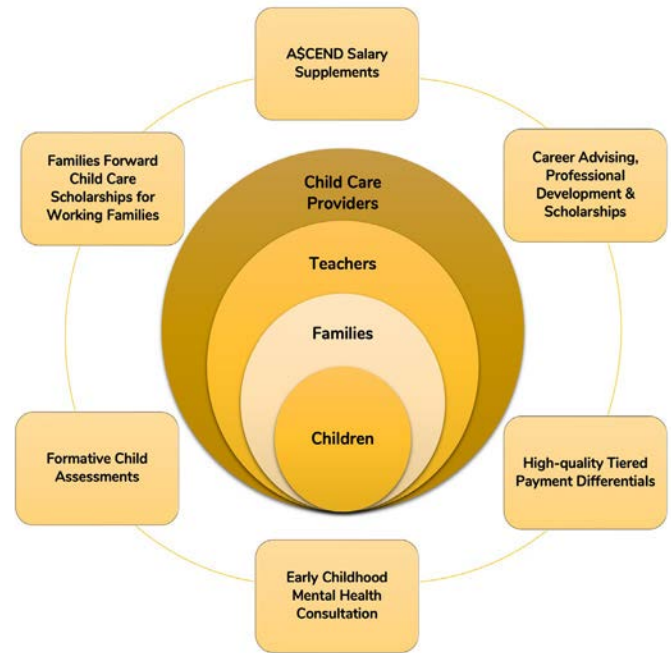 A$CEND Salary
Supplements
Families Forward
Child Care
Scholarships for
Working Families
Career Advising,
Professional
Development &
Scholarships
Child Care
Providers
Teachers
Families
Children
Formative Child
Assessments
High-quality Tiered
Payment Differentials
Early Childhood
Mental Health
Consultation